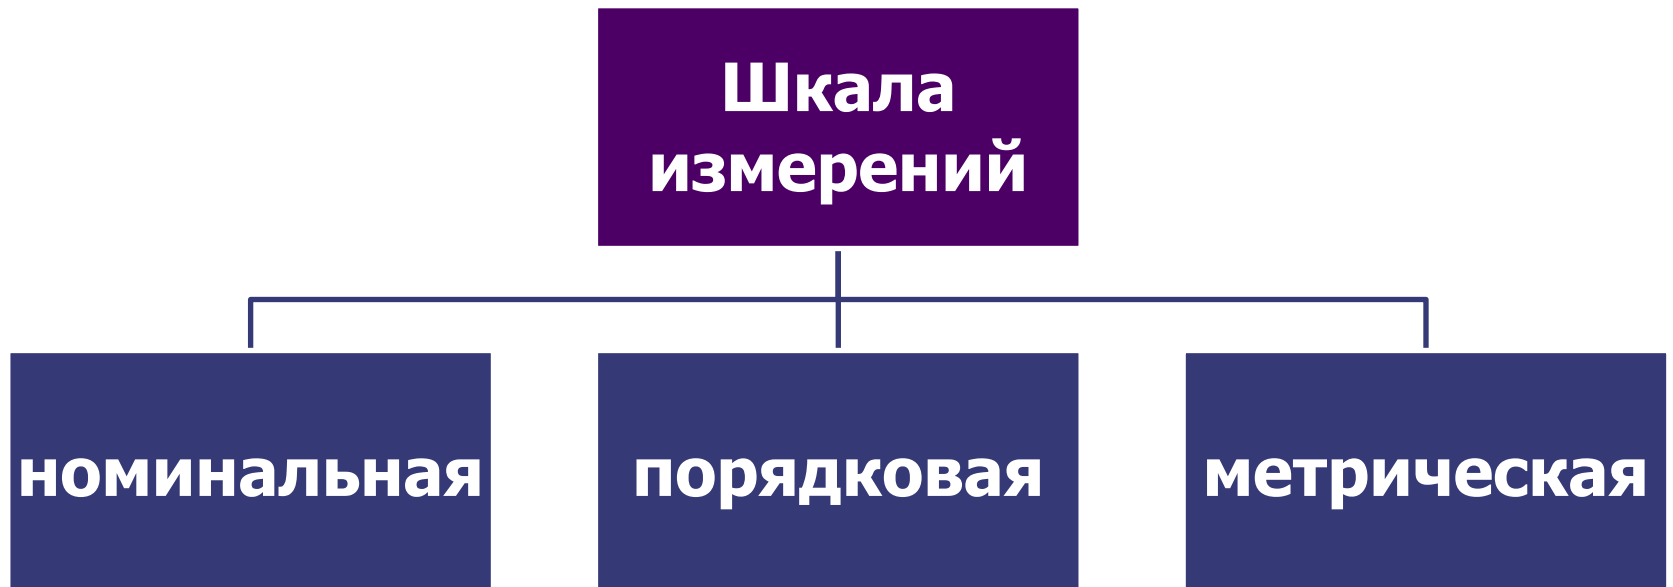 Шкала
измерений
номинальная
порядковая
метрическая